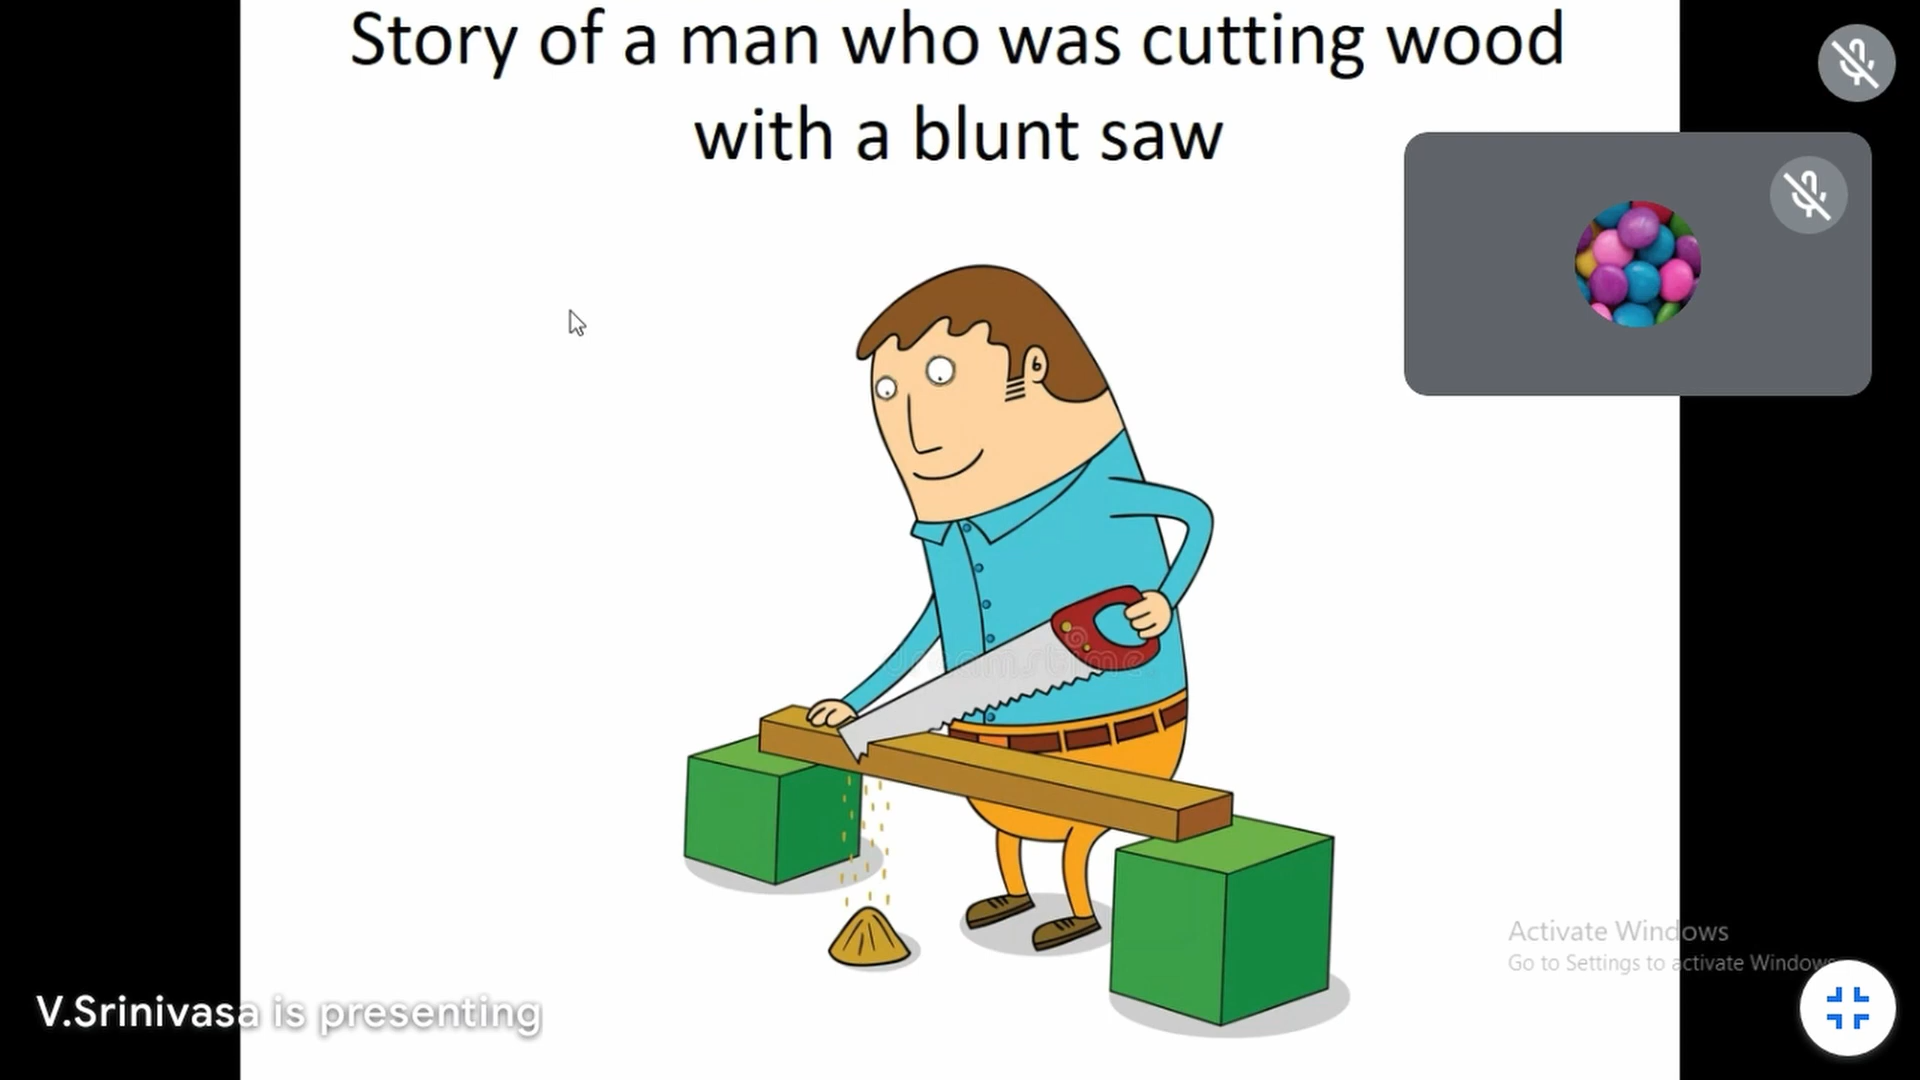 Story of a man who was cutting wood
with a blunt saw
dreamstime.
Activate Windows
Go to Settings to activate Windows.
V.Srinivasa is presenting